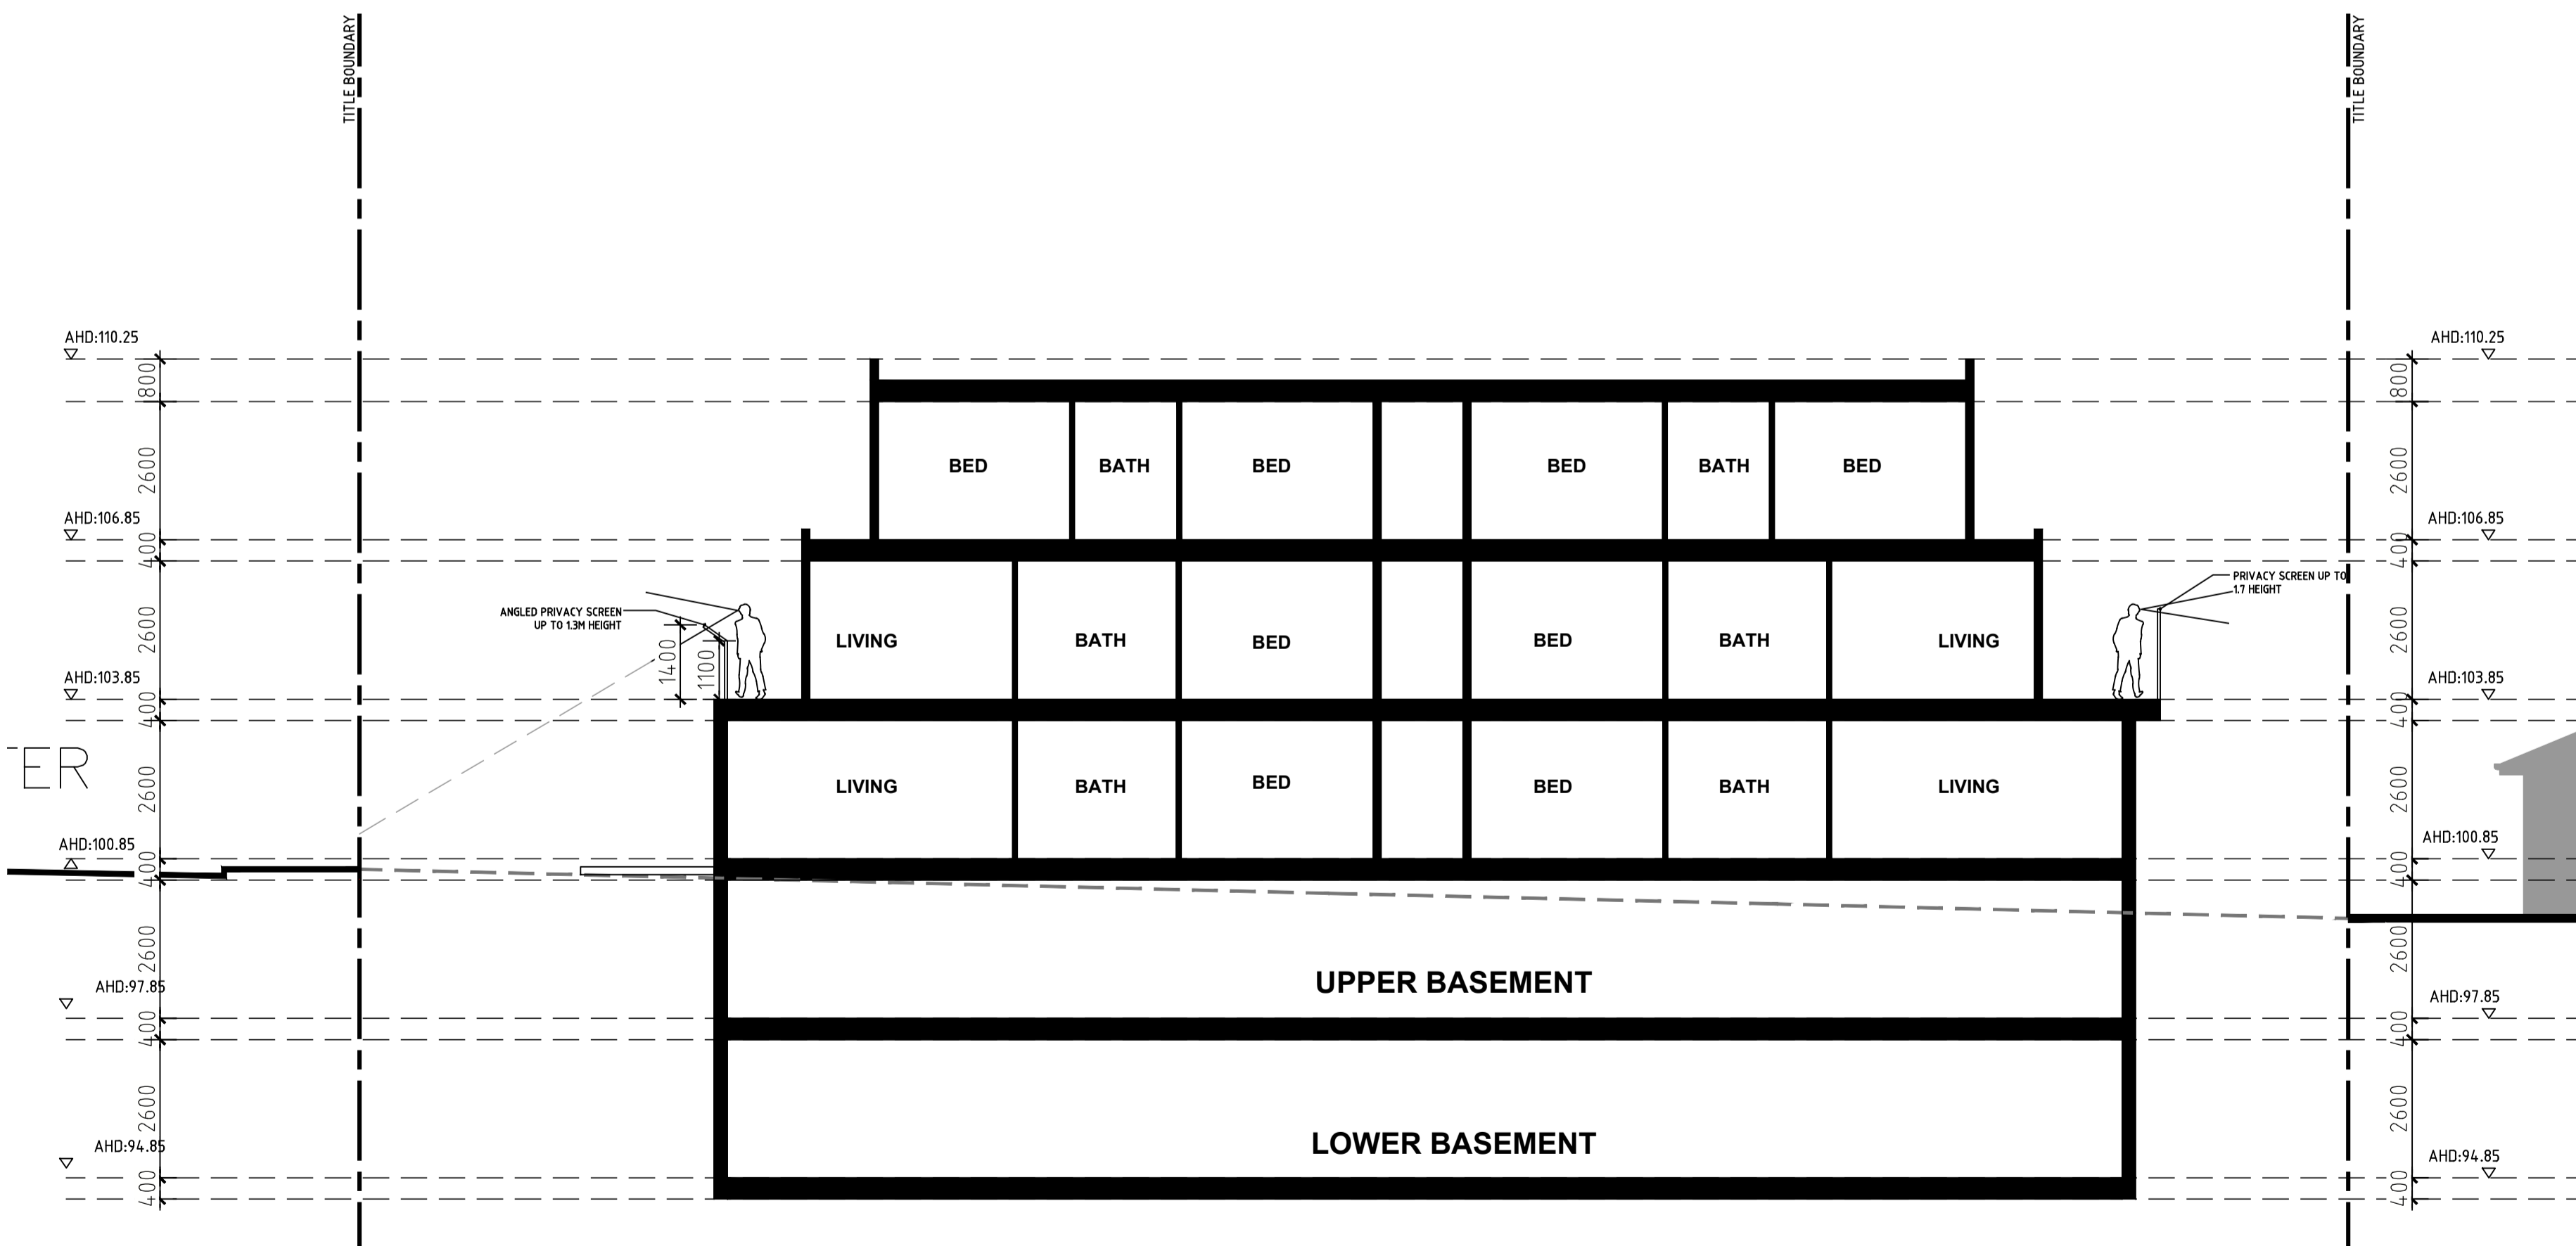 TITLE BOUNDARY
TITLE BOUNDARY
AHD:110.25
AHD:110.25
800
800
BED
BATH
BED
BED
BATH
BED
2600
2600
AHD:106.85
AHD:106.85
400
400
ANGLED PRIVACY SCREEN
UP TO 1.3M HEIGHT
PRIVACY SCREEN UP TO
1.7 HEIGHT
2600
1400
1100
LIVING
BATH
BED
BED
BATH
LIVING
2600
AHD:103.85
AHD:103.85
400
400
TER
2600
LIVING
BATH
BED
BED
BATH
LIVING
2600
AHD:100.85
AHD:100.85
400
400
2600
2600
UPPER BASEMENT
AHD:97.85
AHD:97.85
400
400
2600
2600
LOWER BASEMENT
AHD:94.85
AHD:94.85
400
400